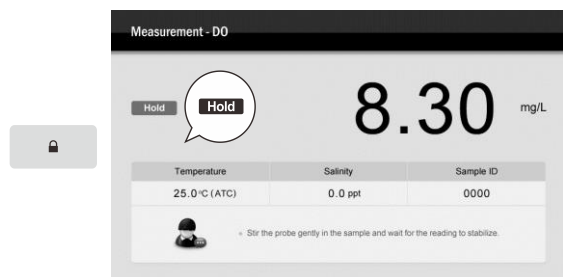 Measurement - DO
Hold
Hold
8.30 mg/L
Temperature Salinity Sample ID
25.0 °C (ATC) 0.0 ppt 0000
Stir the probe gently in the sample and wait for the reading to stabilize.